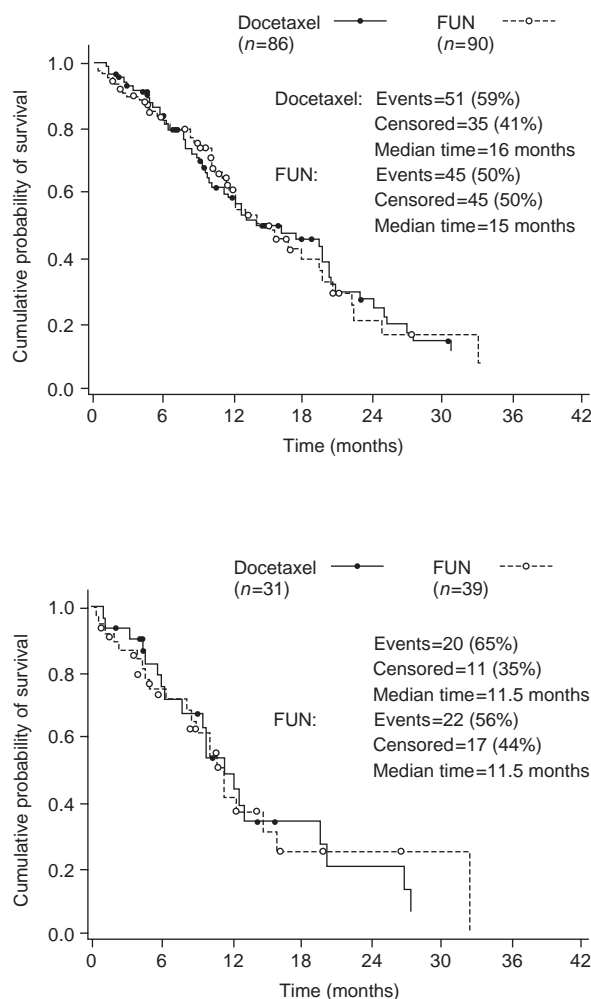 Docetaxel FUN
(n=86) (n=90)
1.0
0.8
0.6
0.4
0.2
0.0
Cumulative probability of survival
Docetaxel: Events=51 (59%)
Censored=35 (41%)
Median time=16 months
FUN: Events=45 (50%)
Censored=45 (50%)
Median time=15 months
0 6 12 18 24 30 36 42
Time (months)
Docetaxel FUN
(n=31) (n=39)
1.0
0.8
0.6
0.4
0.2
0.0
Cumulative probability of survival
Events=20 (65%)
Censored=11 (35%)
Median time=11.5 months
FUN: Events=22 (56%)
Censored=17 (44%)
Median time=11.5 months
0 6 12 18 24 30 36 42
Time (months)